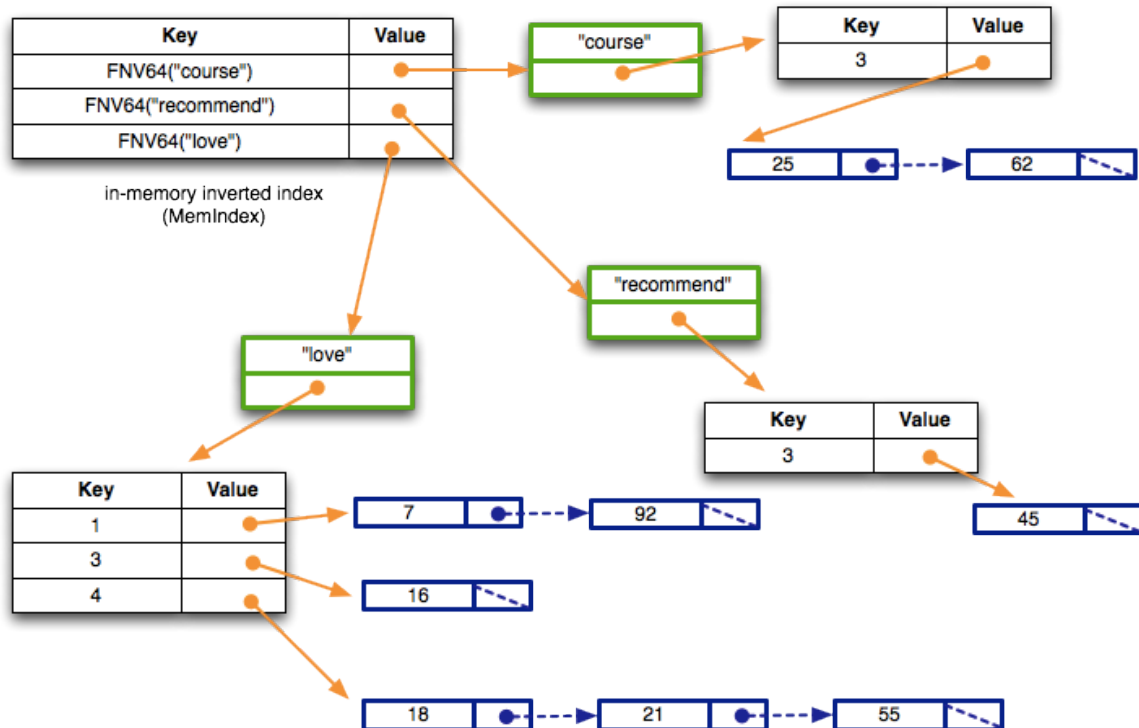 Key Value
FNV64("course")
FNV64("recommend")
FNV64("love")
in-memory inverted index
(MemIndex)
"course"
Key Value
3
25 62
"recommend"
"love"
Key Value
3
45
Key Value
1
3
4
7 92
16
18 21 55